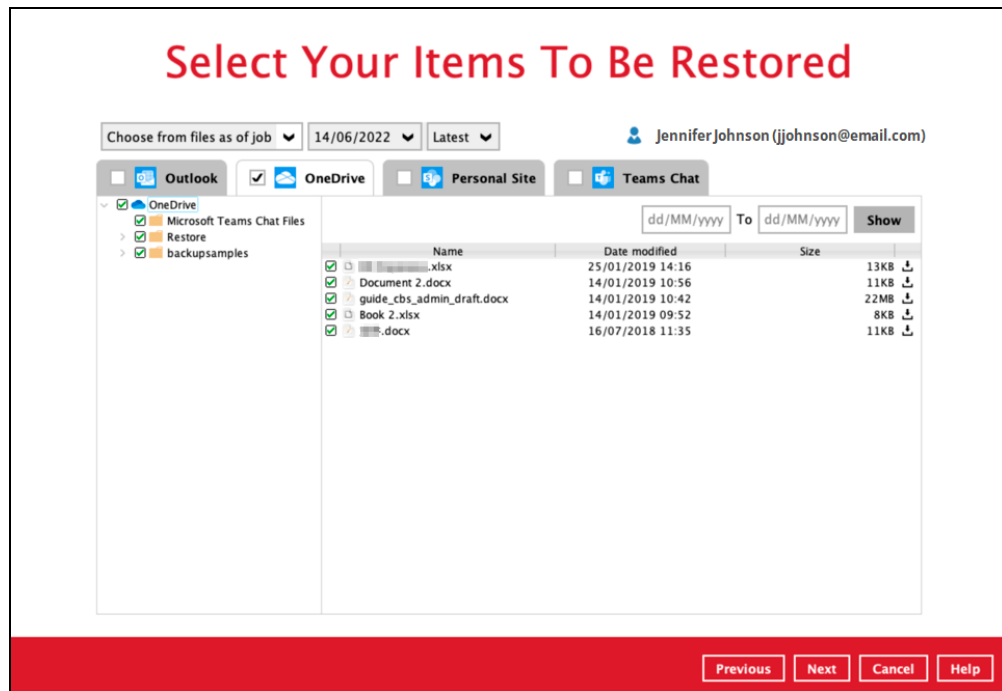 Select Your Items To Be Restored
Choose from files as of job 14/06/2022 Latest Jennifer Johnson (jjohnson@email.com)
Outlook OneDrive Personal Site Teams Chat
OneDrive
Microsoft Teams Chat Files
Restore
backupsamples
dd/MM/yyyy To dd/MM/yyyy Show
Name Date modified Size
.xlsx 25/01/2019 14:16 13KB
Document 2.docx 14/01/2019 10:56 11KB
guide_cbs_admin_draft.docx 14/01/2019 10:42 22MB
Book 2.xlsx 14/01/2019 09:52 8KB
.docx 16/07/2018 11:35 11KB
Previous Next Cancel Help